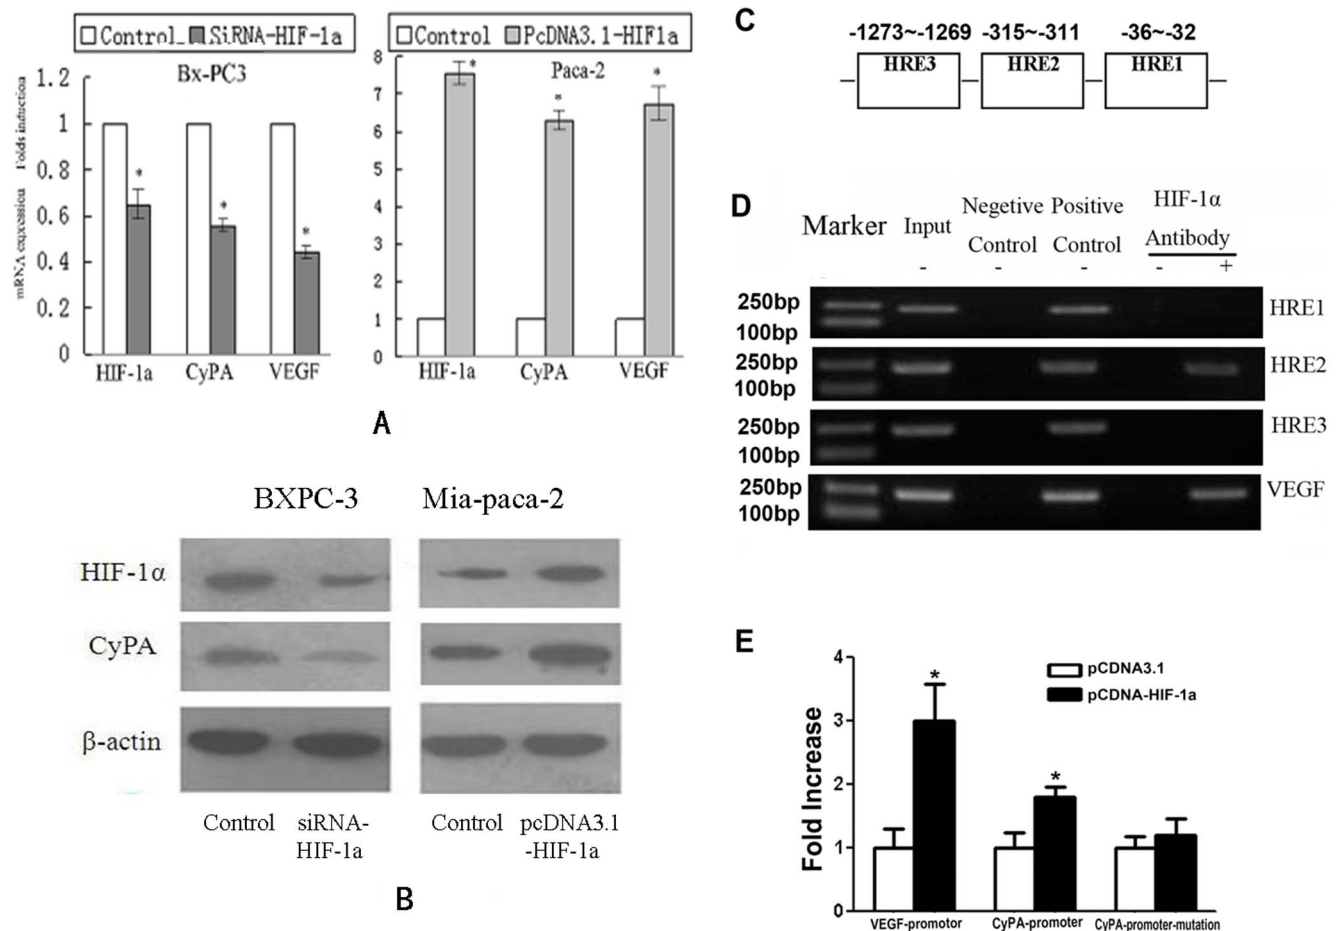 Control SiRNA-HIF-1a
Bx-PC3
mRNA expression Folds induction
1.2
1
0.8
0.6
0.4
0.2
0
* * *
HIF-1a CyPA VEGF
Control PcDNA3.1-HIF1a
Paca-2
8
7
6
5
4
3
2
1
0
* * *
HIF-1a CyPA VEGF
A
BXPC-3 Mia-paca-2
HIF-1α
CyPA
β-actin
Control siRNA-
HIF-1a
Control pcDNA3.1
-HIF-1a
B
C
-1273~-1269 -315~-311 -36~-32
HRE3 HRE2 HRE1
D
Marker Input Negetive
Control Positive
Control HIF-1α
Antibody
- - - - +
250bp HRE1
100bp
250bp HRE2
100bp
250bp HRE3
100bp
250bp VEGF
100bp
E
Fold Increase
4
3
2
1
0
pCDNA3.1
pCDNA-HIF-1a
* *
VEGF-promotor CyPA-promoter CyPA-promoter-mutation